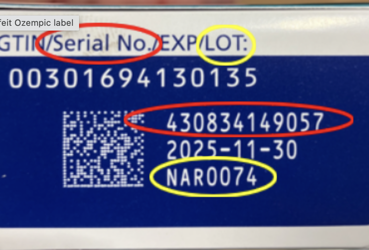 feit Ozempic label
GTIN/Serial No./EXP/LOT:
00301694130135
430834149057
2025-11-30
NAR0074